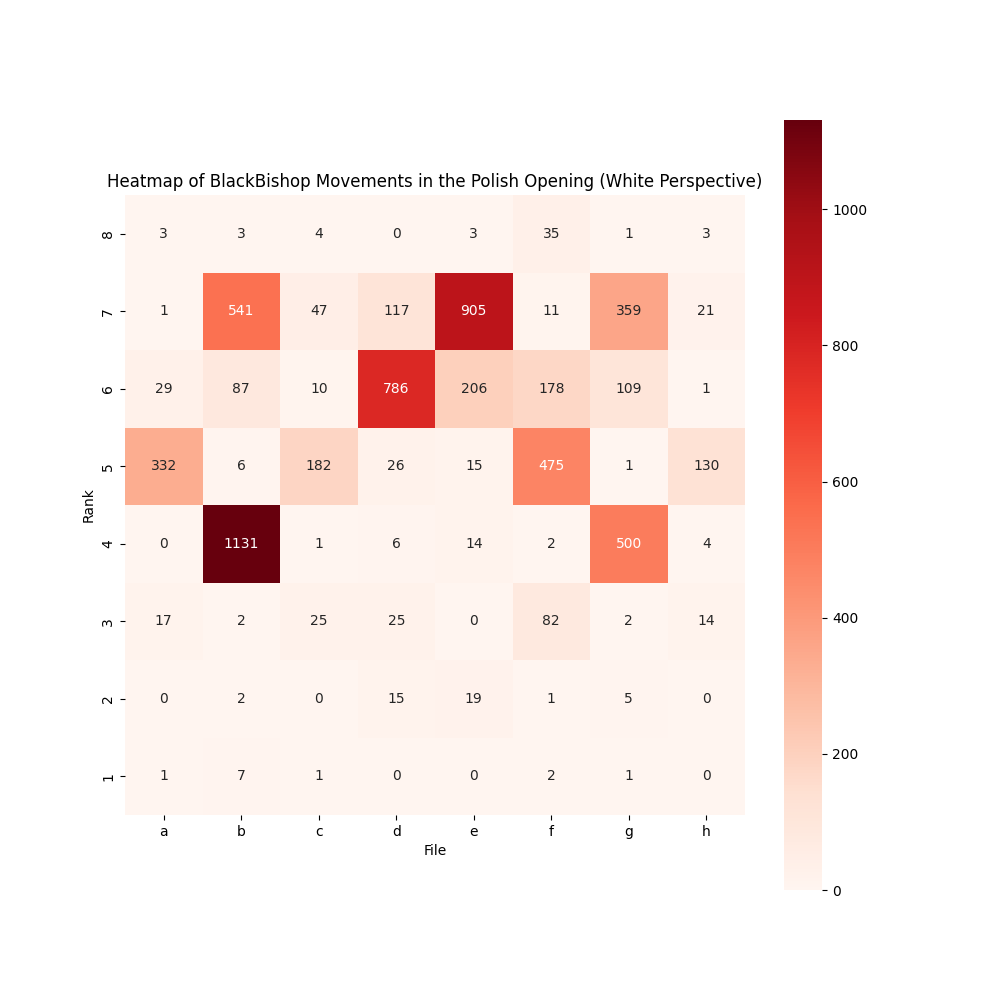 Heatmap of BlackBishop Movements in the Polish Opening (White Perspective)
8 3 3 4 0 3 35 1 3
7 1 541 47 117 905 11 359 21
6 29 87 10 786 206 178 109 1
5 332 6 182 26 15 475 1 130
4 0 1131 1 6 14 2 500 4
3 17 2 25 25 0 82 2 14
2 0 2 0 15 19 1 5 0
1 1 7 1 0 0 2 1 0
a b c d e f g h
File
Rank
1000
800
600
400
200
0